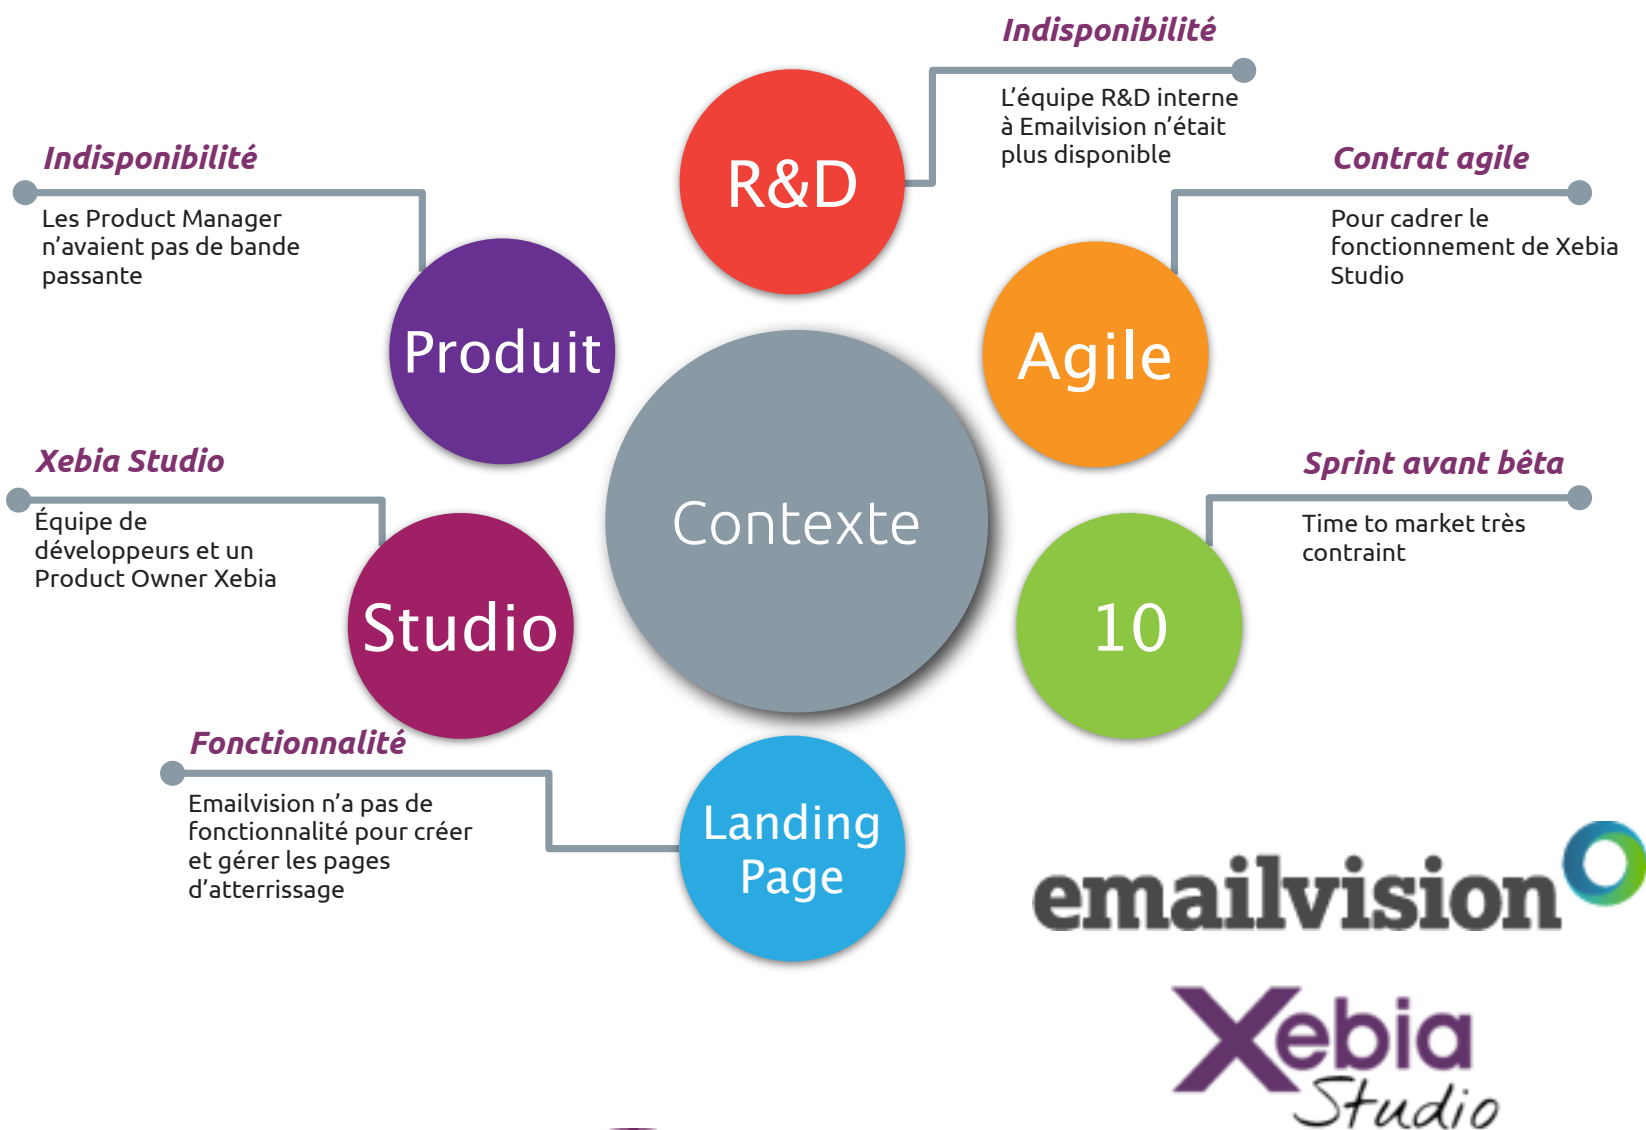 Indisponibilité
L'équipe R&D interne
à Emailvision n'était
plus disponible
R&D
Indisponibilité
Les Product Manager
n'avaient pas de bande
passante
Produit
Contrat agile
Pour cadrer le
fonctionnement de Xebia
Studio
Agile
Contexte
Xebia Studio
Équipe de
développeurs et un
Product Owner Xebia
Studio
Sprint avant bêta
Time to market très
contraint
10
Fonctionnalité
Emailvision n'a pas de
fonctionnalité pour créer
et gérer les pages
d'atterrissage
Landing
Page
emailvision
Xebia
Studio